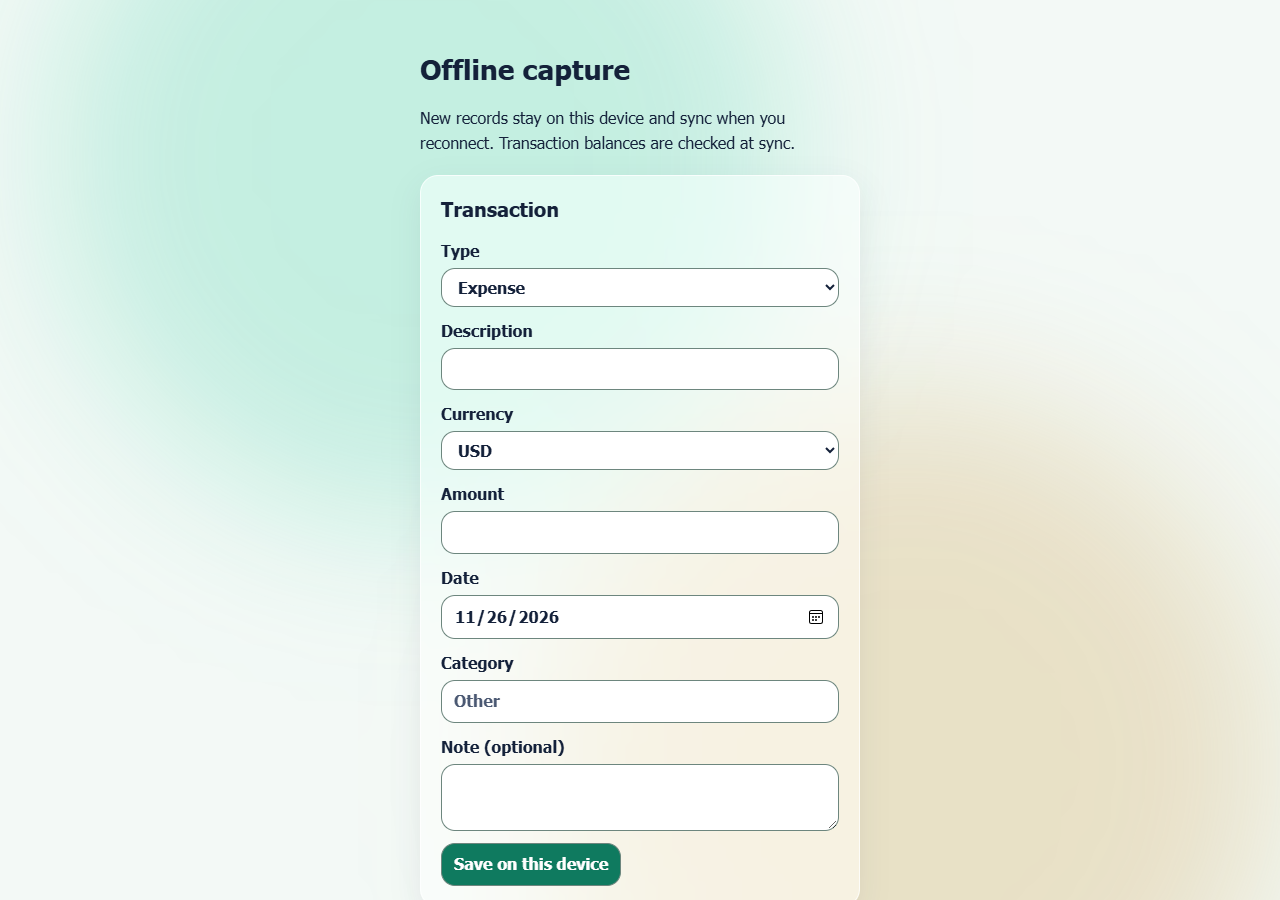 Offline capture
New records stay on this device and sync when you
reconnect. Transaction balances are checked at sync.
Transaction
Type
Expense
Description
Currency
USD
Amount
Date
11/26/2026
Category
Other
Note (optional)
Save on this device